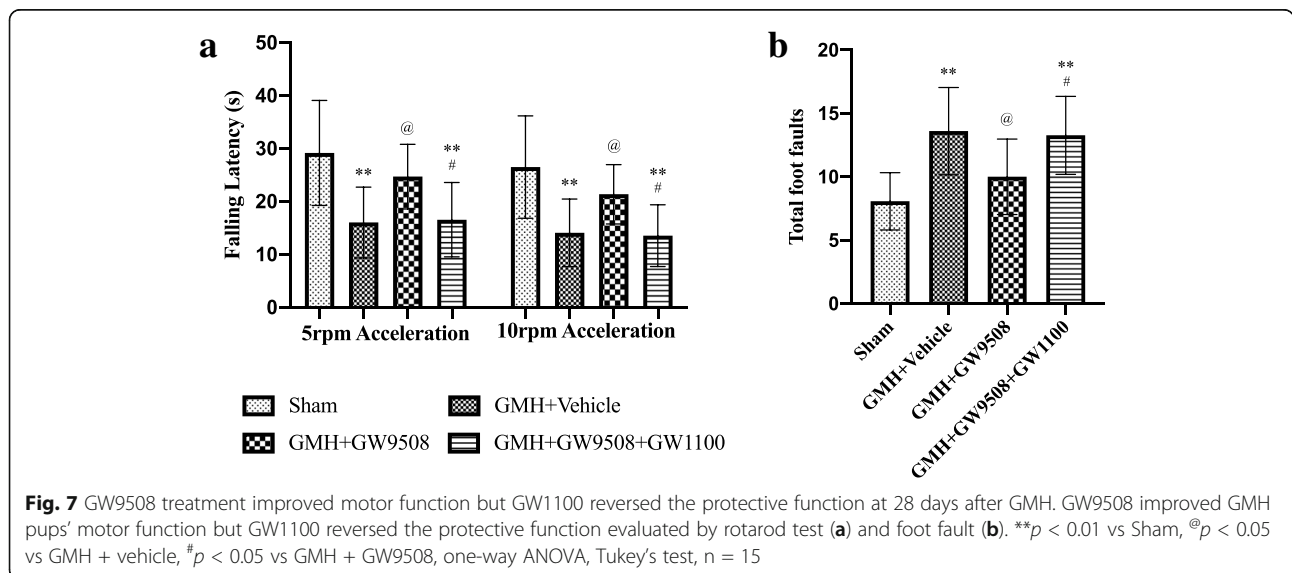 a
50
40
30
20
10
0
Falling Latency (s)
**
@
**
#
**
@
**
#
5rpm Acceleration
10rpm Acceleration
Sham
GMH+Vehicle
GMH+GW9508
GMH+GW9508+GW1100
b
20
15
10
5
0
Total foot faults
**
@
**
#
Sham
GMH+Vehicle
GMH+GW9508
GMH+GW9508+GW1100
Fig. 7 GW9508 treatment improved motor function but GW1100 reversed the protective function at 28 days after GMH. GW9508 improved GMH
pups’ motor function but GW1100 reversed the protective function evaluated by rotarod test (a) and foot fault (b). **p < 0.01 vs Sham, @p < 0.05
vs GMH + vehicle, #p < 0.05 vs GMH + GW9508, one-way ANOVA, Tukey’s test, n = 15